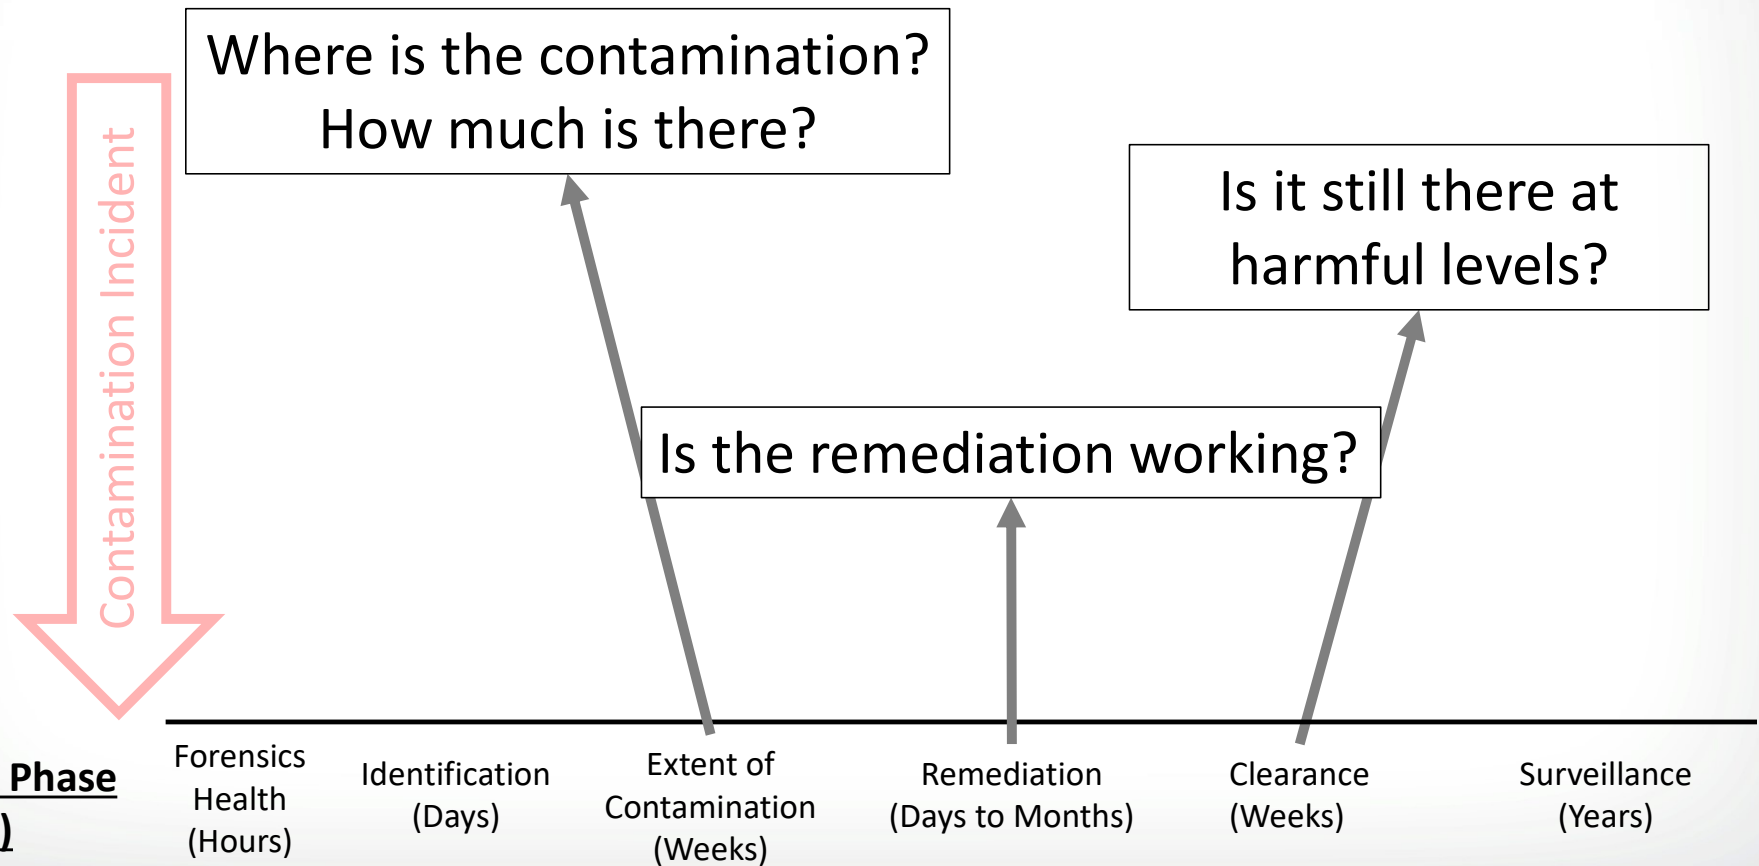 Where is the contamination?
How much is there?
Contamination Incident
Is it still there at
harmful levels?
Is the remediation working?
Phase
)
Forensics
Health
(Hours)
Identification
(Days)
Extent of
Contamination
(Weeks)
Remediation
(Days to Months)
Clearance
(Weeks)
Surveillance
(Years)